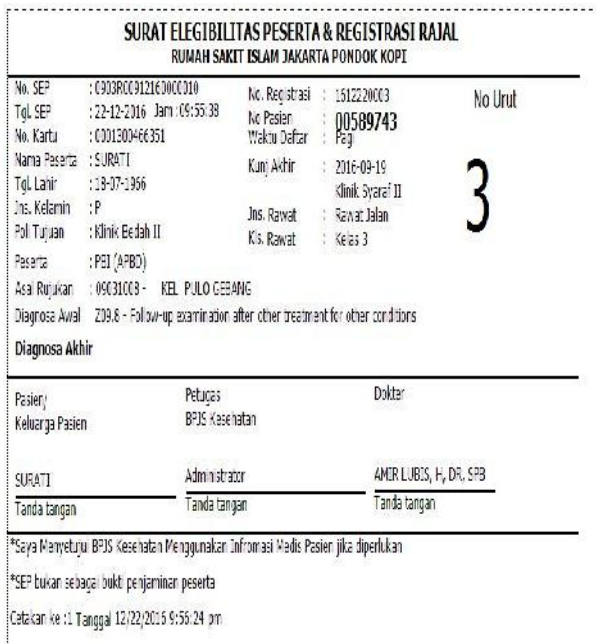 SURAT ELEGIBILITAS PESERTA & REGISTRASI RAJAL
RUMAH SAKIT ISLAM JAKARTA PONDOK KOPI
No. SEP : 0903R00912160000010
Tgl. SEP : 22-12-2016 Jam :09:55:38
No. Kartu : 0001300466351
Nama Peserta : SURATI
Tgl. Lahir : 18-07-1966
Jns. Kelamin : P
Poli Tujuan : Klinik Bedah II
Peserta : PBI (APBD)
Asal Rujukan : 09031008 - KEL PULO GEBANG
Diagnosa Awal Z09.8 - Follow-up examination after other treatment for other conditions
Diagnosa Akhir
No. Registrasi : 1612220003
No Pasien : 00589743
Waktu Daftar : Pagi
Kunj Akhir : 2016-09-19
Klinik Syaraf II
Jns. Rawat : Rawat Jalan
Kls. Rawat : Kelas 3
No Urut
3
Pasien/
Keluarga Pasien
SURATI
Tanda tangan
Petugas
BPJS Kesehatan
Administrator
Tanda tangan
Dokter
AMIR LUBIS, H, DR, SPB
Tanda tangan
*Saya Menyetujui BPJS Kesehatan Menggunakan Infromasi Medis Pasien jika diperlukan
*SEP bukan sebagai bukti penjaminan peserta
Cetakan ke :1 Tanggal 12/22/2016 9:56:24 pm